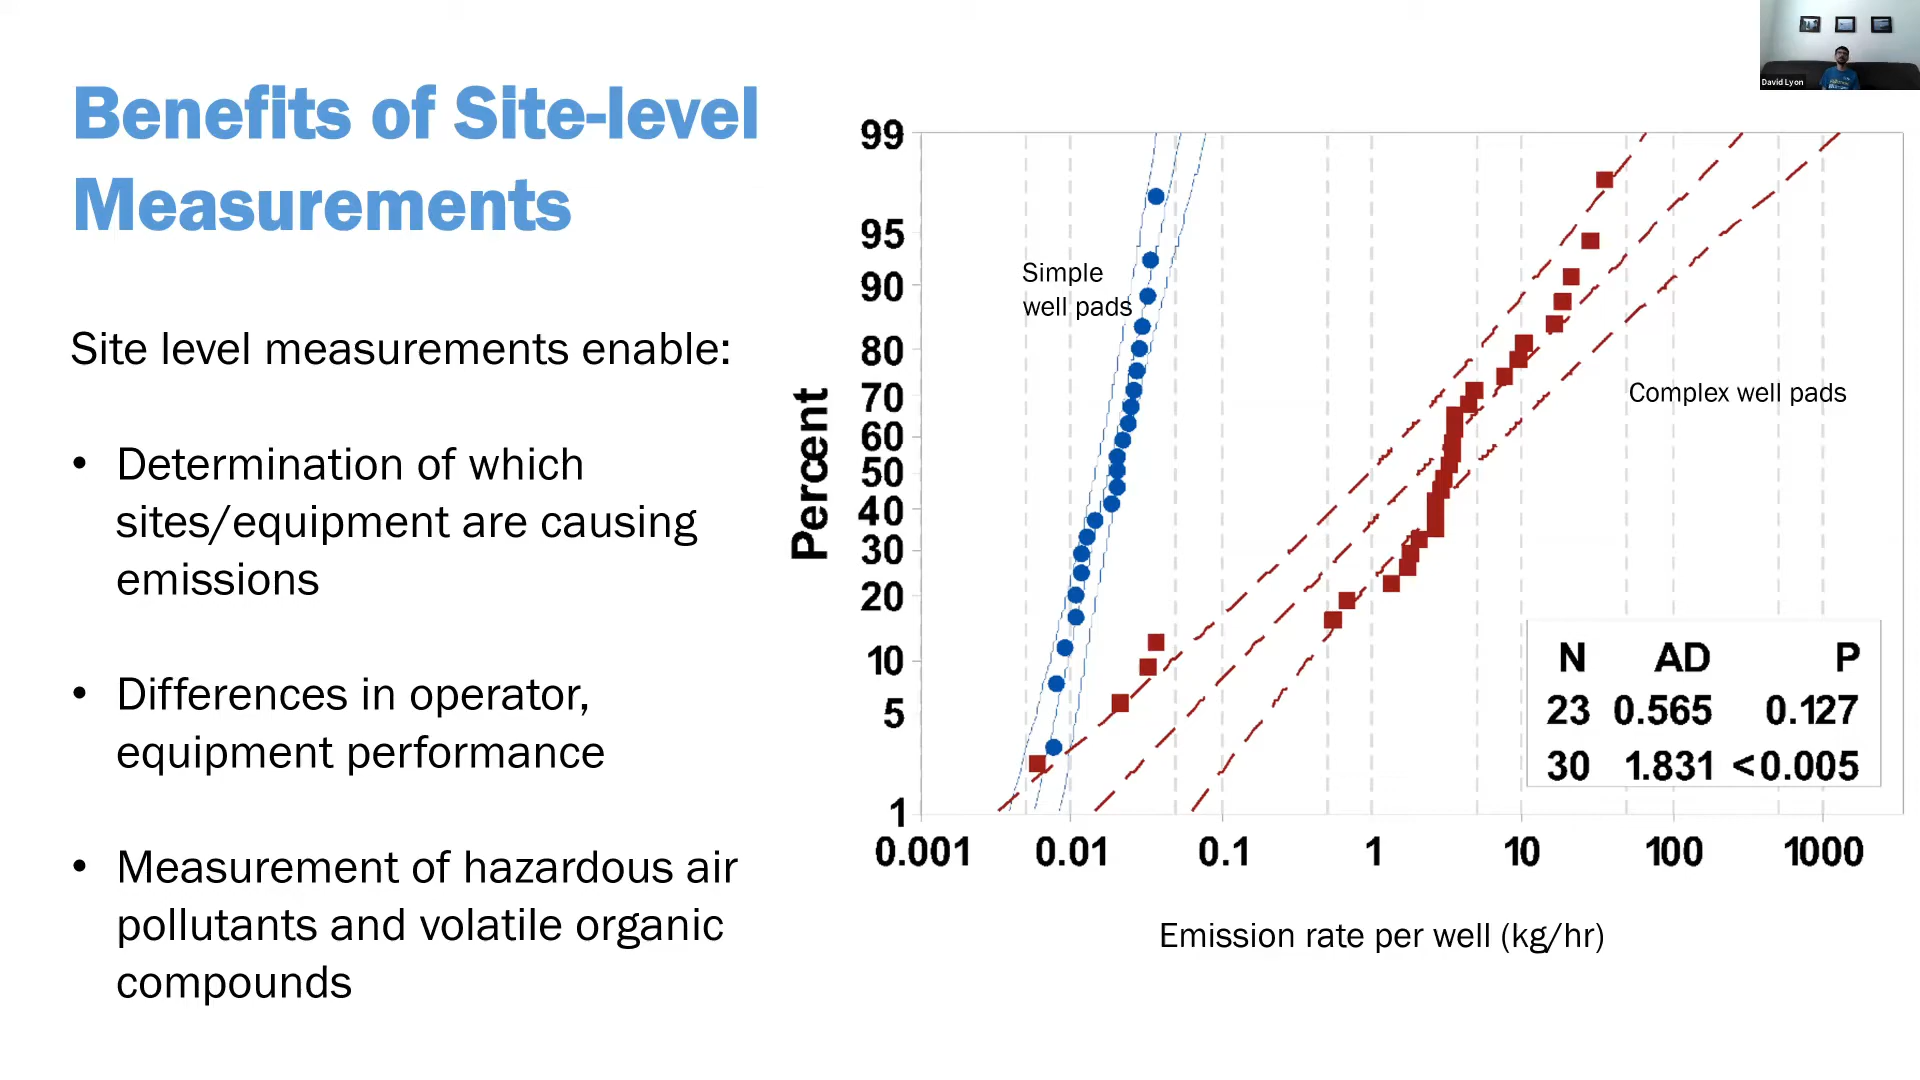 Benefits of Site-level
Measurements
Site level measurements enable:
• Determination of which
sites/equipment are causing
emissions
• Differences in operator,
equipment performance
• Measurement of hazardous air
pollutants and volatile organic
compounds
David Lyon
Percent
99
95
90
80
70
60
50
40
30
20
10
5
1
Simple
well pads
Complex well pads
N AD P
23 0.565 0.127
30 1.831 <0.005
0.001 0.01 0.1 1 10 100 1000
Emission rate per well (kg/hr)